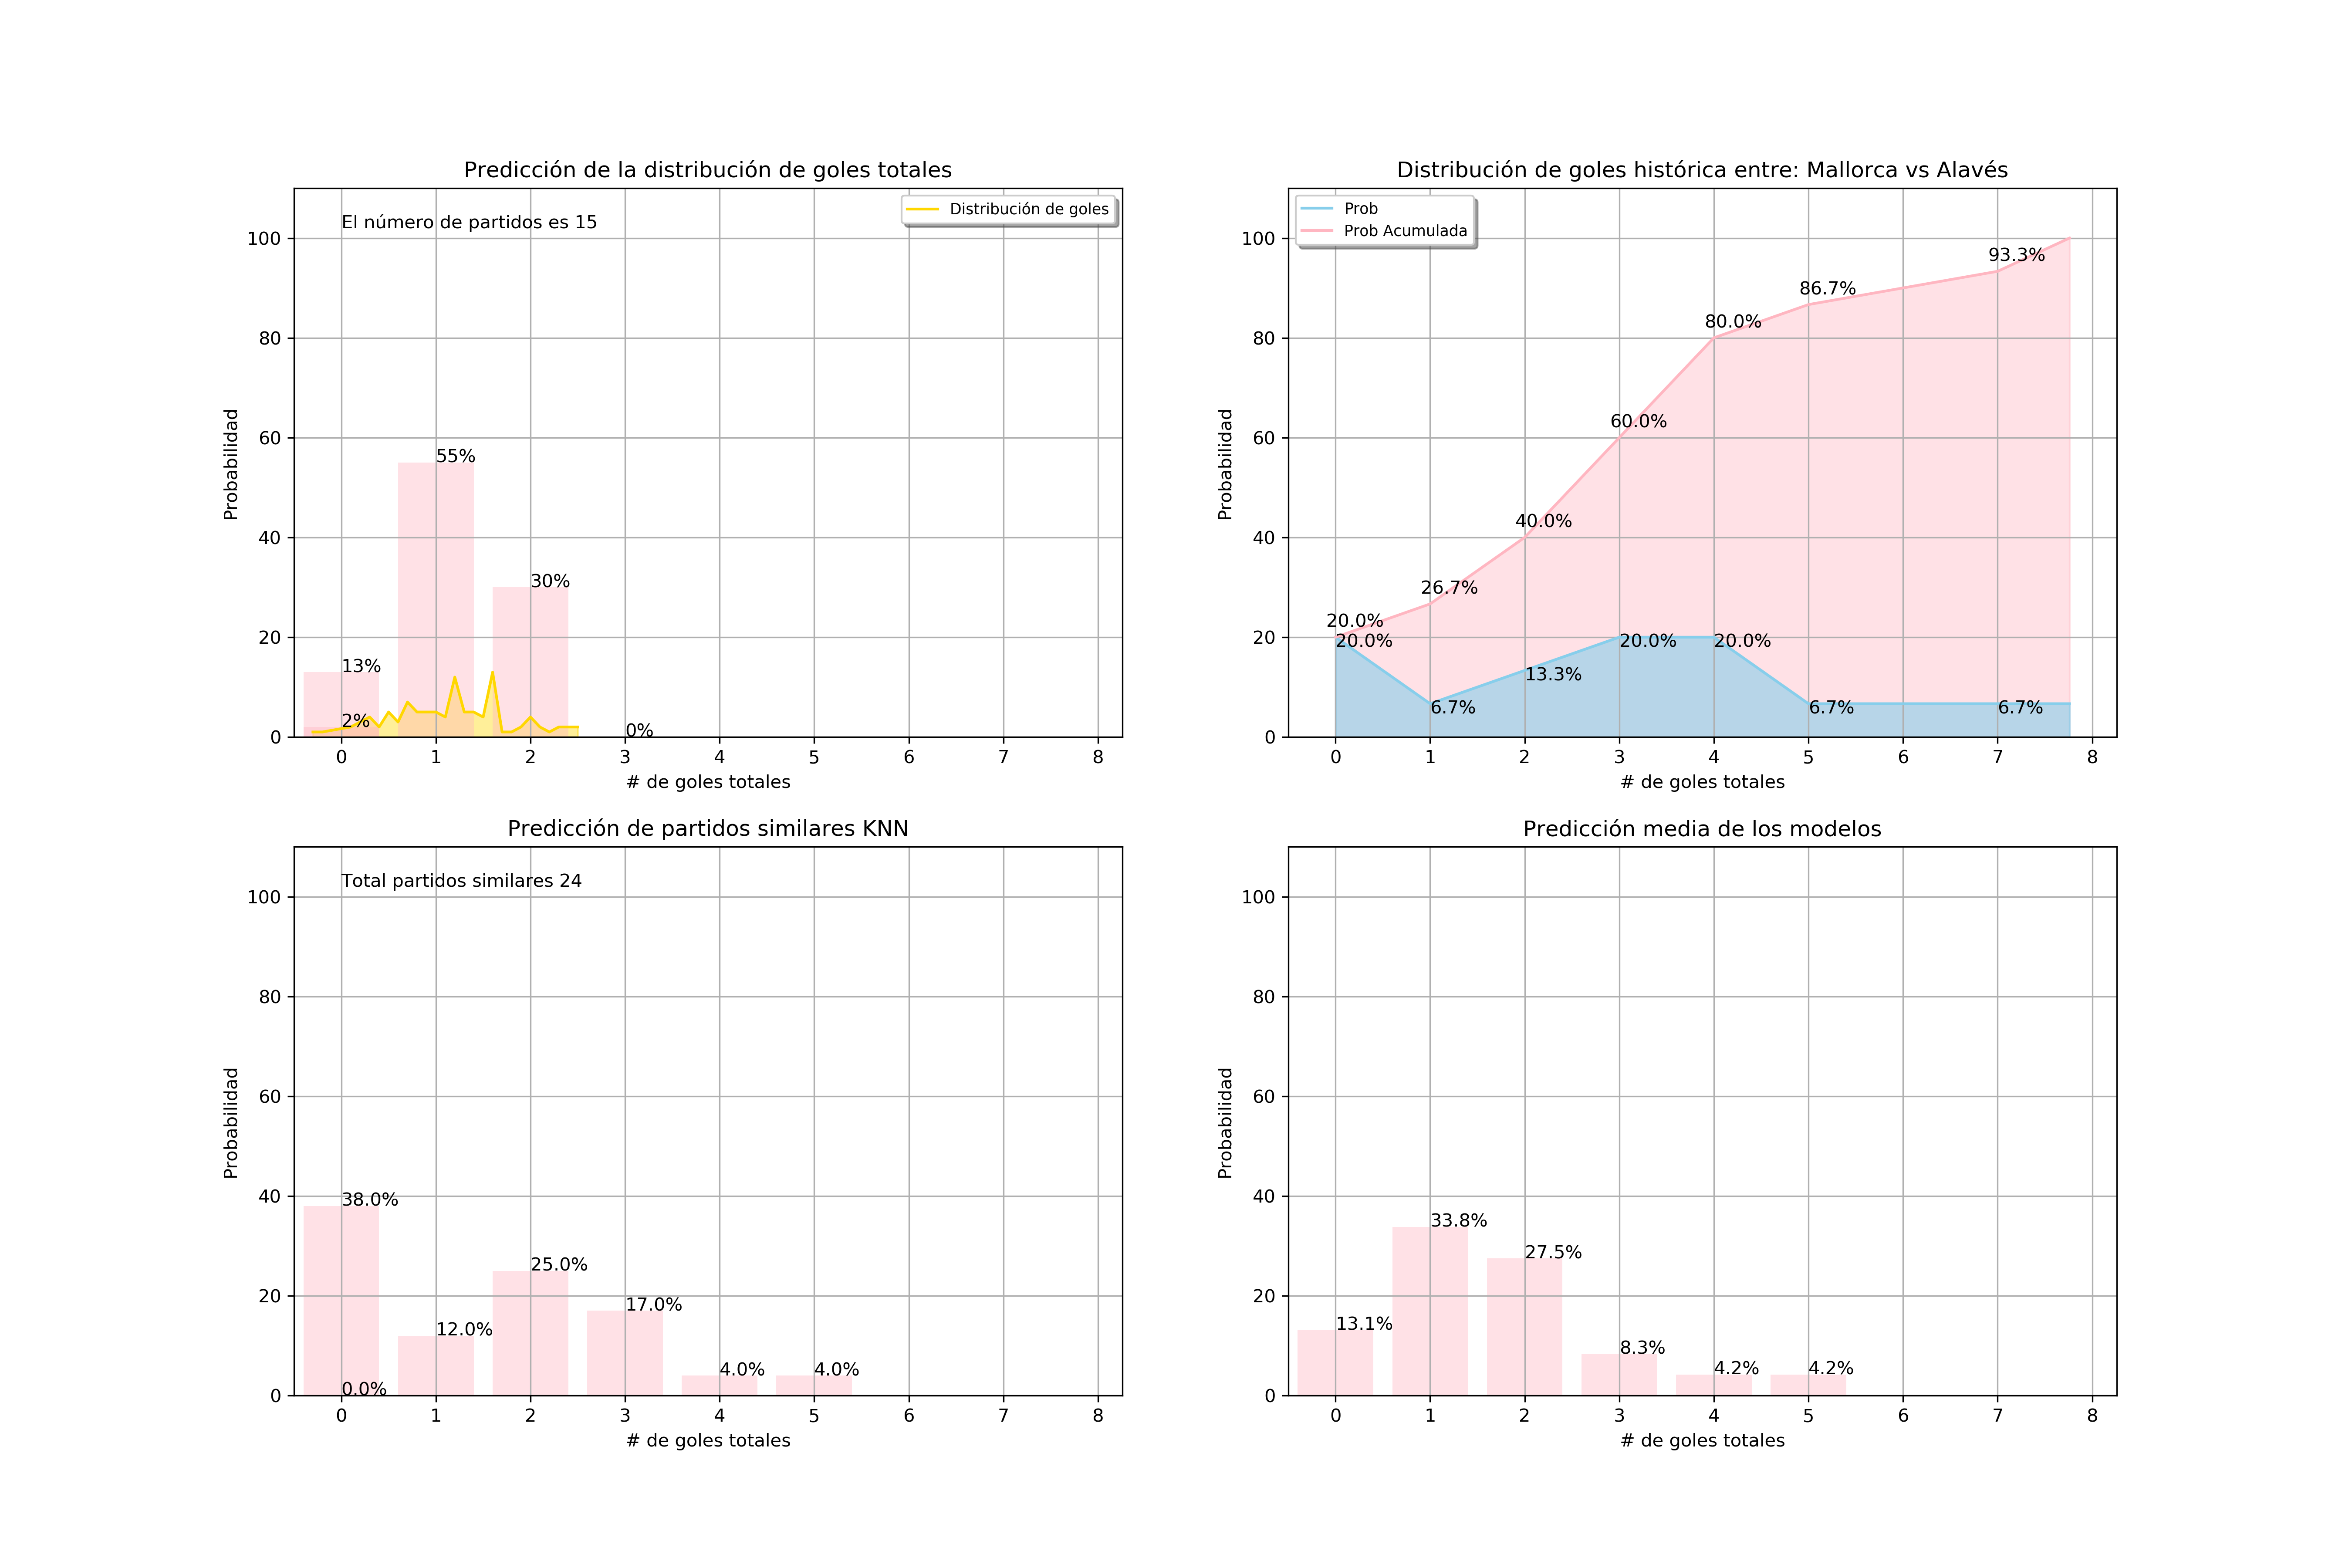 Predicción de la distribución de goles totales
El número de partidos es 15
Distribución de goles
Probabilidad
100
80
60
40
20
0
55%
30%
13%
2%
0%
0 1 2 3 4 5 6 7 8
# de goles totales
Distribución de goles histórica entre: Mallorca vs Alavés
Prob
Prob Acumulada
Probabilidad
100
80
60
40
20
0
93.3%
86.7%
80.0%
60.0%
40.0%
26.7%
20.0%
20.0%
6.7%
13.3%
20.0%
20.0%
6.7%
6.7%
0 1 2 3 4 5 6 7 8
# de goles totales
Predicción de partidos similares KNN
Total partidos similares 24
Probabilidad
100
80
60
40
20
0
38.0%
0.0%
12.0%
25.0%
17.0%
4.0%
4.0%
0 1 2 3 4 5 6 7 8
# de goles totales
Predicción media de los modelos
Probabilidad
100
80
60
40
20
0
13.1%
33.8%
27.5%
8.3%
4.2%
4.2%
0 1 2 3 4 5 6 7 8
# de goles totales